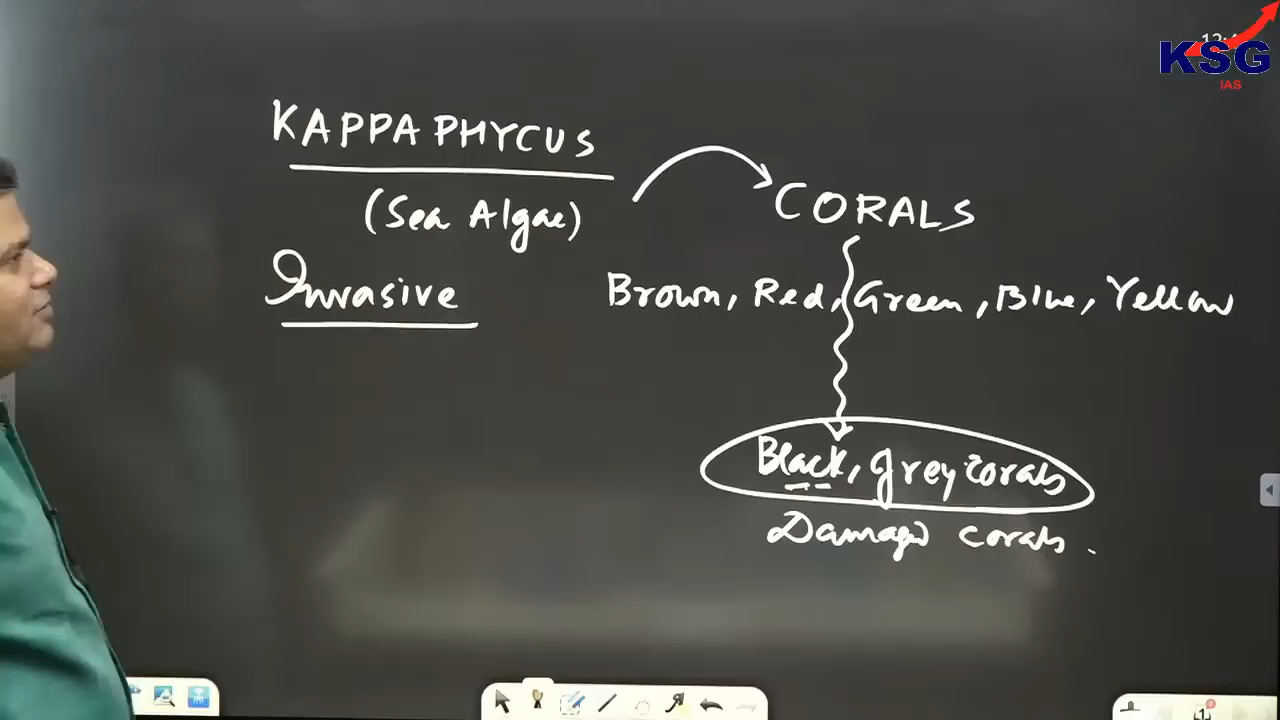 KSG
IAS
KAPPAPHYCUS
(Sea Algae)
CORALS
Invasive
Brown, Red, Green, Blue, Yellow
Black, grey corals
Damaged corals.